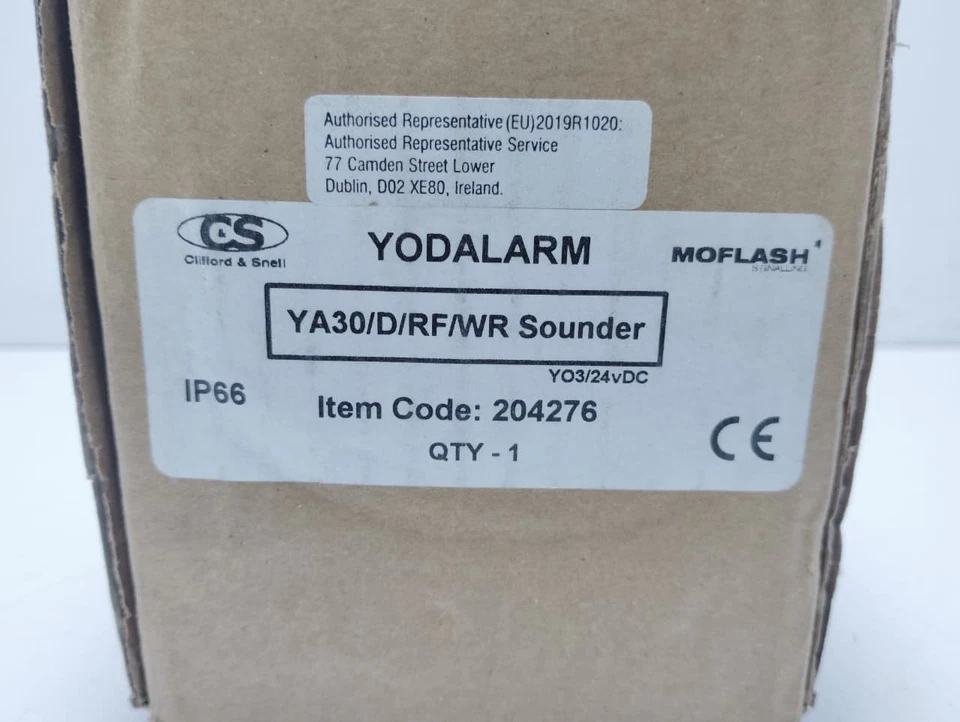 Authorised Representative (EU)2019R1020:
Authorised Representative Service
77 Camden Street Lower
Dublin, D02 XE80, Ireland.
CS
Clifford & Snell
YODALARM
MOFLASH
SIGNALLING
YA30/D/RF/WR Sounder
YO3/24vDC
IP66
Item Code: 204276
QTY - 1
CE